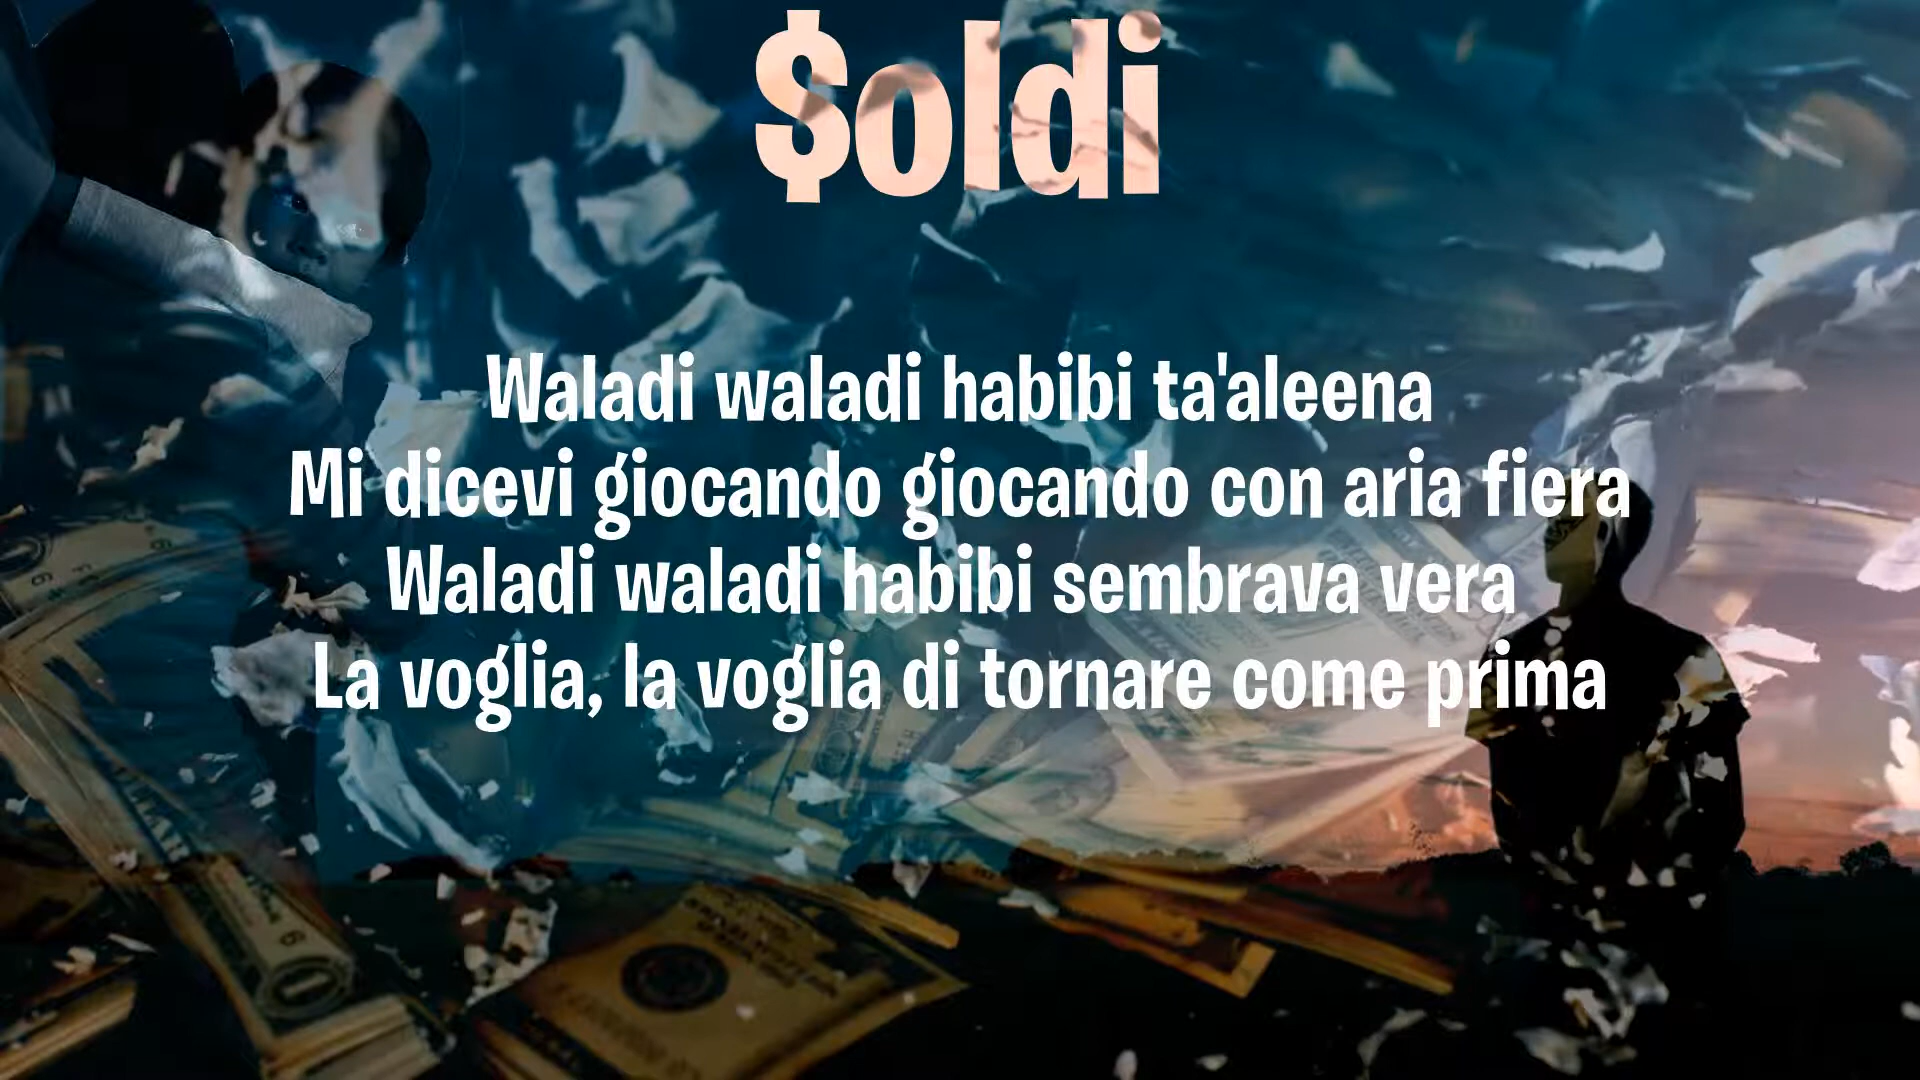 $oldi
Waladi waladi habibi ta'aleena
Mi dicevi giocando giocando con aria fiera
Waladi waladi habibi sembrava vera
La voglia, la voglia di tornare come prima